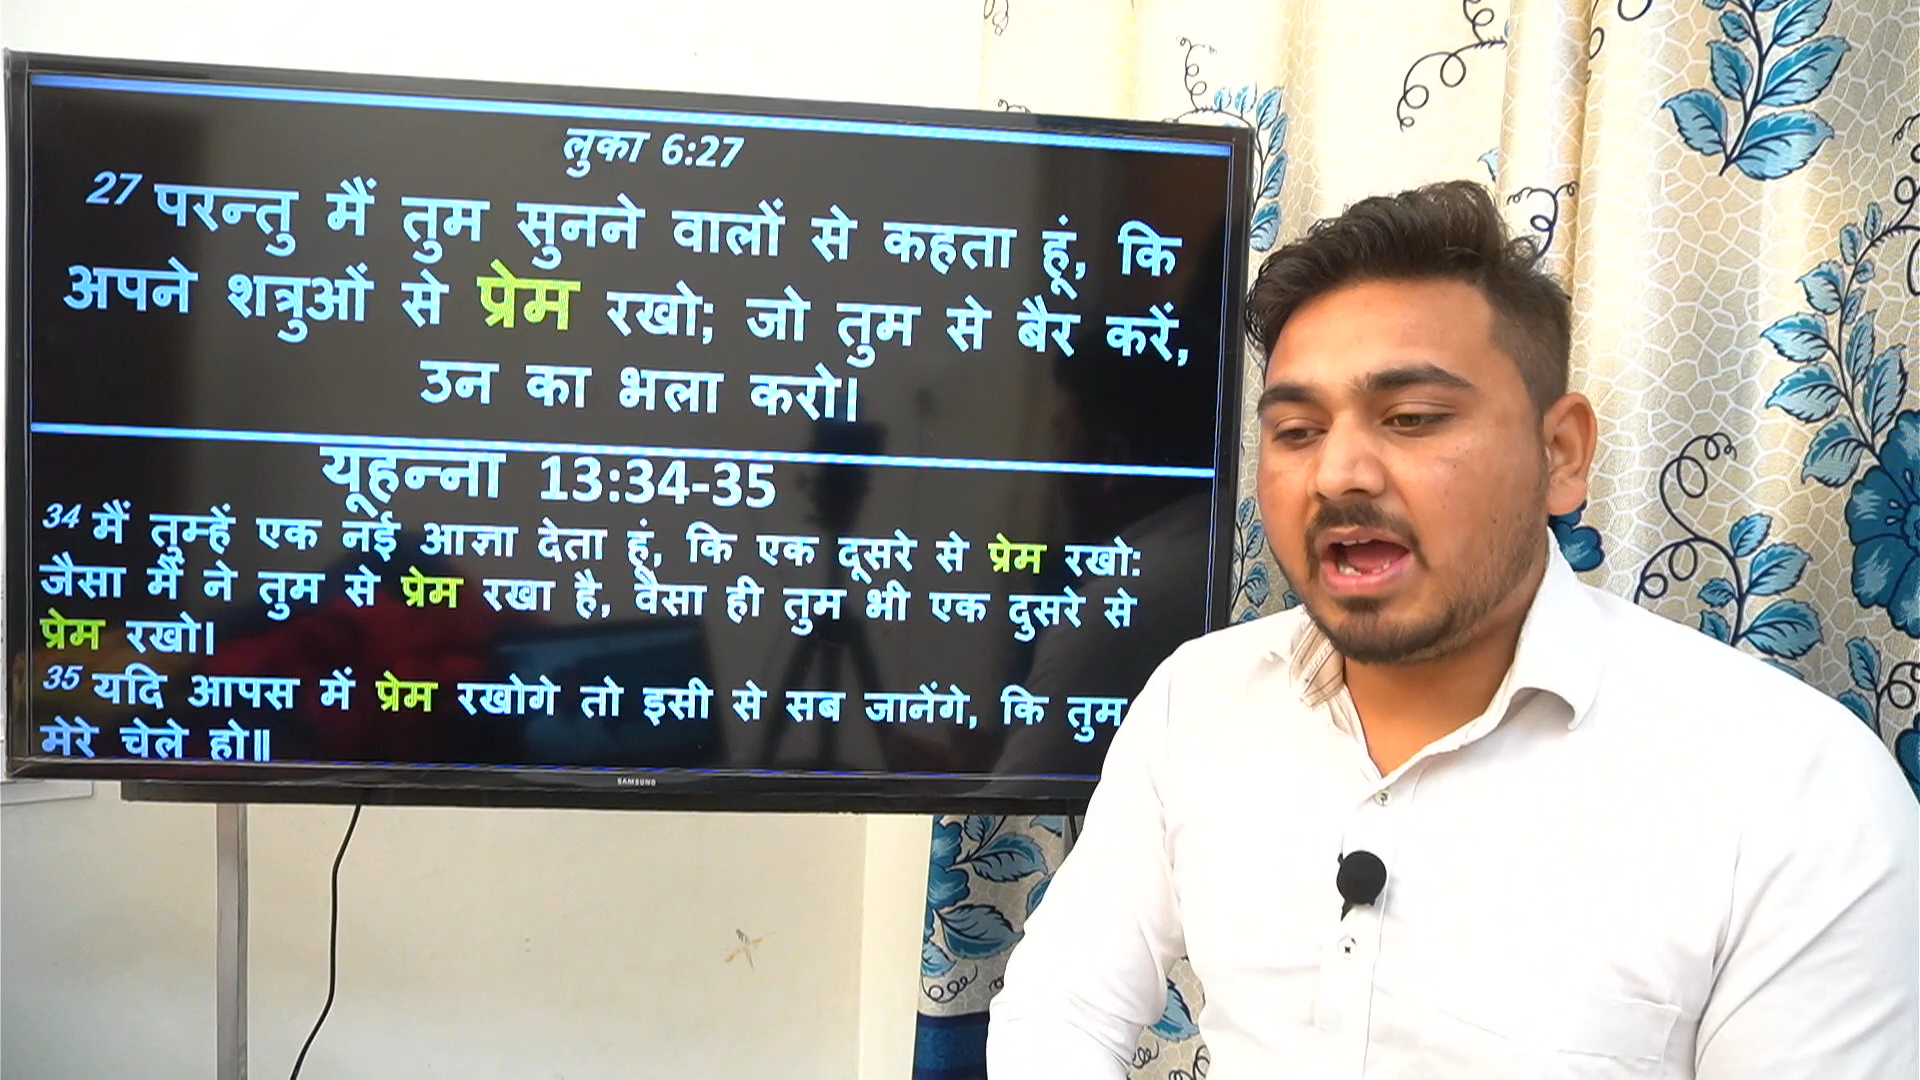 लुका 6:27
27 परन्तु मैं तुम सुनने वालों से कहता हूं, कि
अपने शत्रुओं से प्रेम रखो; जो तुम से बैर करें,
उन का भला करो।
यूहन्ना 13:34-35
34 मैं तुम्हें एक नई आज्ञा देता हूं, कि एक दूसरे से प्रेम रखो:
जैसा मैं ने तुम से प्रेम रखा है, वैसा ही तुम भी एक दुसरे से
प्रेम रखो।
35 यदि आपस में प्रेम रखोगे तो इसी से सब जानेंगे, कि तुम
मेरे चेले हो॥
SAMSUNG